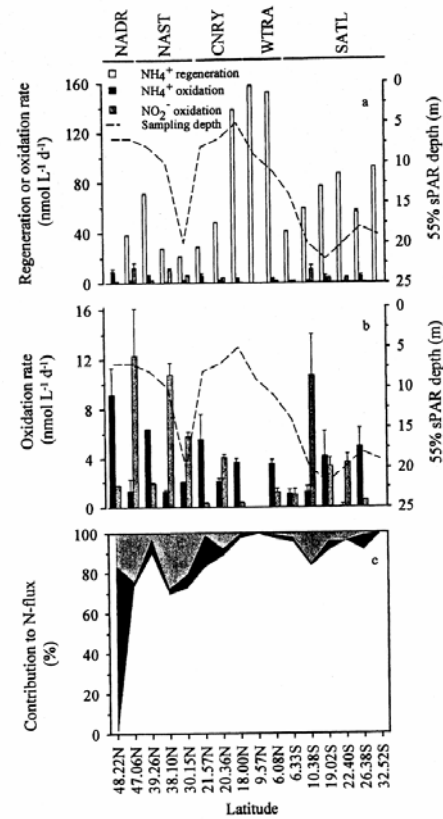 NADR NAST CNRY WTRA SATL
NH4+ regeneration
NH4+ oxidation
NO2- oxidation
Sampling depth
a
Regeneration or oxidation rate
(nmol L-1 d-1)
160
120
80
40
0
0
5
10
15
20
25
55% sPAR depth (m)
b
Oxidation rate
(nmol L-1 d-1)
16
12
8
4
0
0
5
10
15
20
25
55% sPAR depth (m)
c
Contribution to N-flux
(%)
100
80
60
40
20
0
48.22N
47.06N
39.26N
38.10N
30.15N
21.57N
20.36N
18.00N
9.57N
6.08N
6.33S
10.38S
19.02S
22.40S
26.38S
32.52S
Latitude